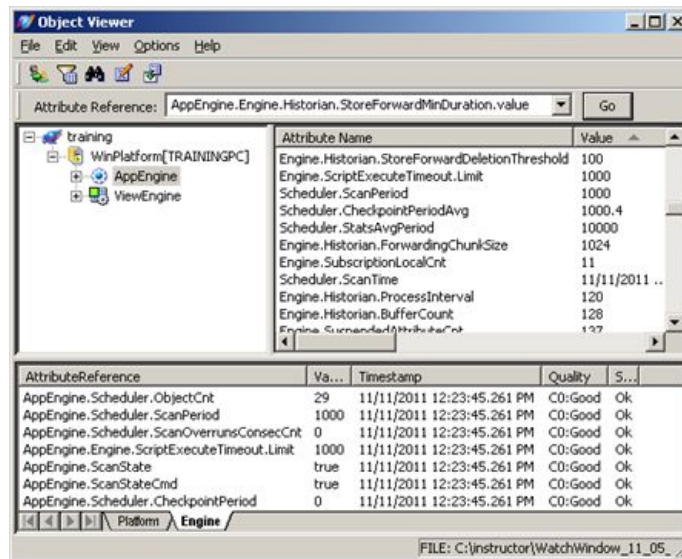 Object Viewer
File Edit View Options Help
Attribute Reference: AppEngine.Engine.Historian.StoreForwardMinDuration.value Go
training
WinPlatform[TRAININGPC]
AppEngine
ViewEngine
Attribute Name Value
Engine.Historian.StoreForwardDeletionThreshold 100
Engine.ScriptExecuteTimeout.Limit 1000
Scheduler.ScanPeriod 1000
Scheduler.CheckpointPeriodAvg 1000.4
Scheduler.StatsAvgPeriod 10000
Engine.Historian.ForwardingChunkSize 1024
Engine.SubscriptionLocalCnt 11
Scheduler.ScanTime 11/11/2011 ..
Engine.Historian.ProcessInterval 120
Engine.Historian.BufferCount 128
Engine.SuspendedAttributeCnt 137
AttributeReference Va... Timestamp Quality S...
AppEngine.Scheduler.ObjectCnt 29 11/11/2011 12:23:45.261 PM C0:Good Ok
AppEngine.Scheduler.ScanPeriod 1000 11/11/2011 12:23:45.261 PM C0:Good Ok
AppEngine.Scheduler.ScanOverrunsConsecCnt 0 11/11/2011 12:23:45.261 PM C0:Good Ok
AppEngine.Engine.ScriptExecuteTimeout.Limit 1000 11/11/2011 12:23:45.261 PM C0:Good Ok
AppEngine.ScanState true 11/11/2011 12:23:45.261 PM C0:Good Ok
AppEngine.ScanStateCmd true 11/11/2011 12:23:45.261 PM C0:Good Ok
AppEngine.Scheduler.CheckpointPeriod 0 11/11/2011 12:23:45.261 PM C0:Good Ok
Platform Engine
FILE: C:\instructor\WatchWindow_11_05_